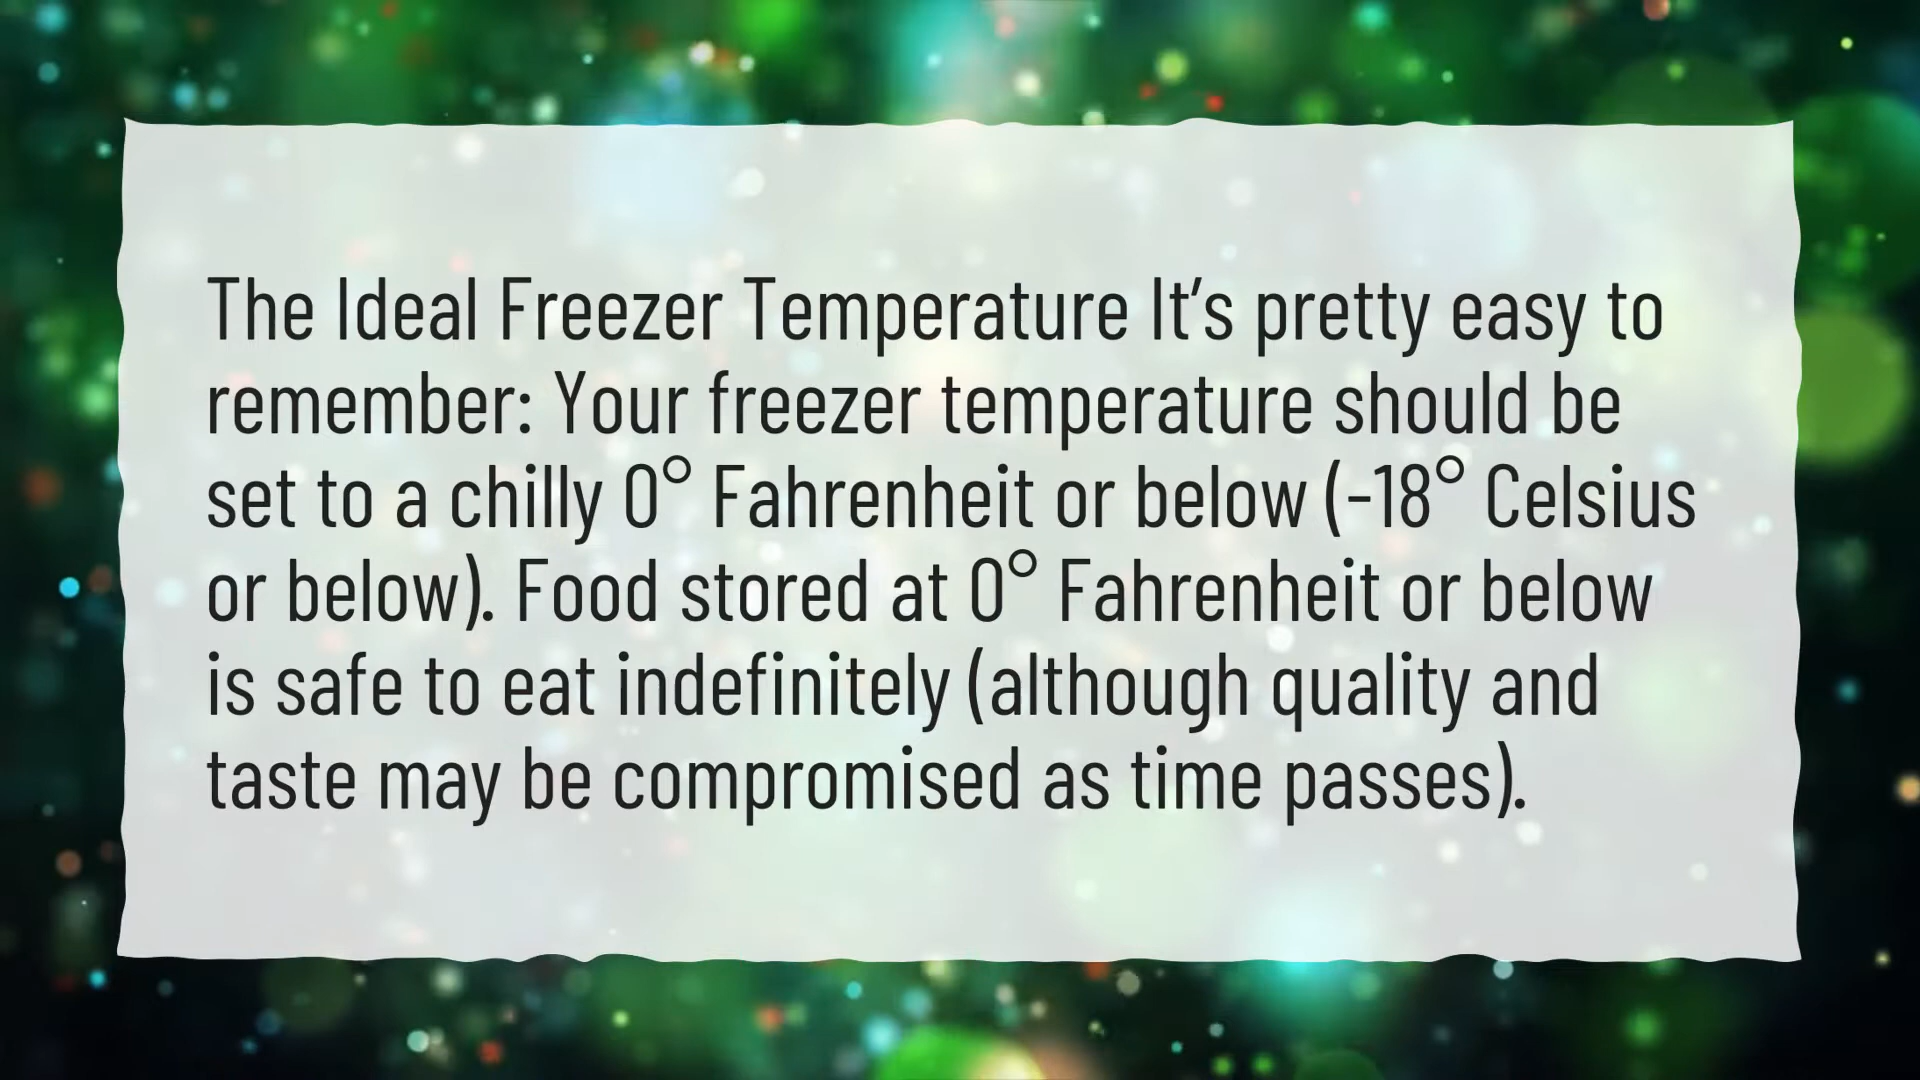 The Ideal Freezer Temperature It’s pretty easy to
remember: Your freezer temperature should be
set to a chilly 0° Fahrenheit or below (-18° Celsius
or below). Food stored at 0° Fahrenheit or below
is safe to eat indefinitely (although quality and
taste may be compromised as time passes).